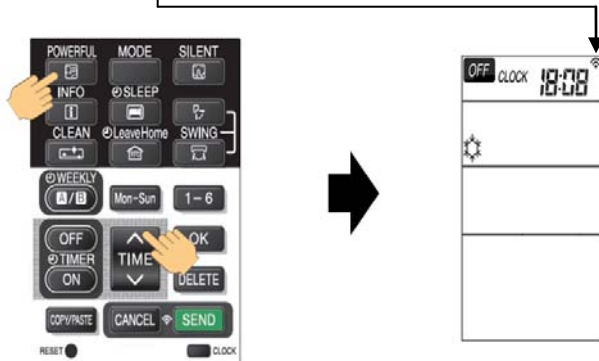 POWERFUL MODE SILENT
INFO SLEEP
CLEAN LeaveHome SWING
WEEKLY
A/B Mon-Sun 1-6
OFF OK
TIMER TIME
ON DELETE
COPY/PASTE CANCEL SEND
RESET CLOCK
OFF CLOCK 18:08